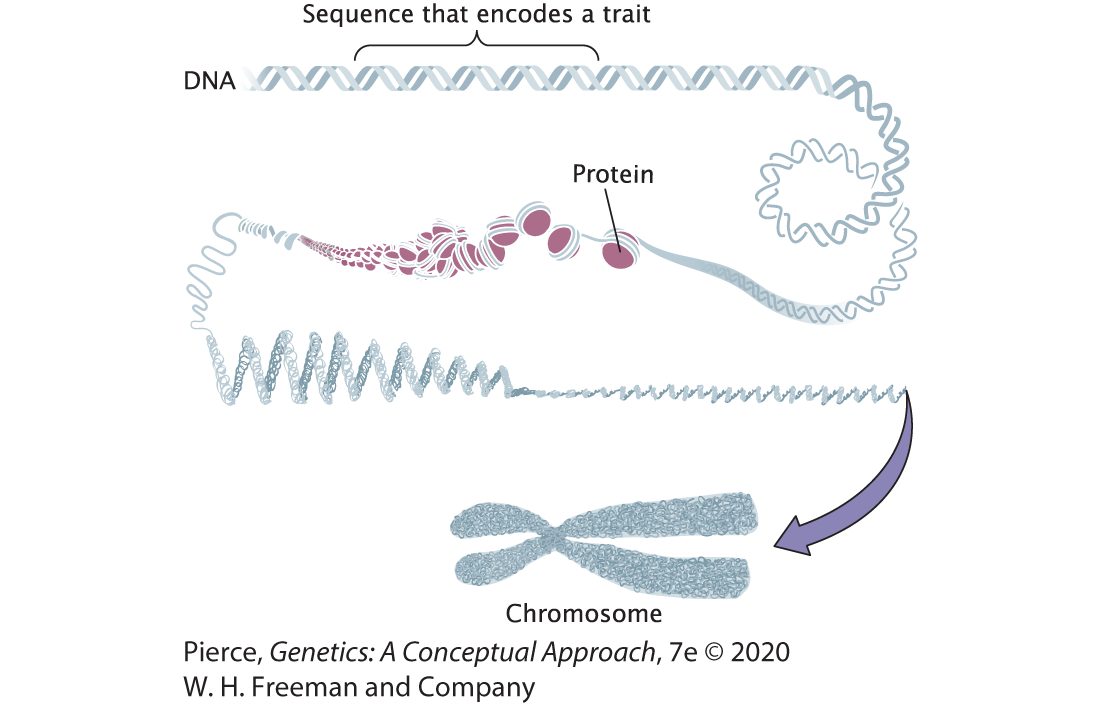 Sequence that encodes a trait
DNA
Protein
Chromosome
Pierce, Genetics: A Conceptual Approach, 7e © 2020
W. H. Freeman and Company